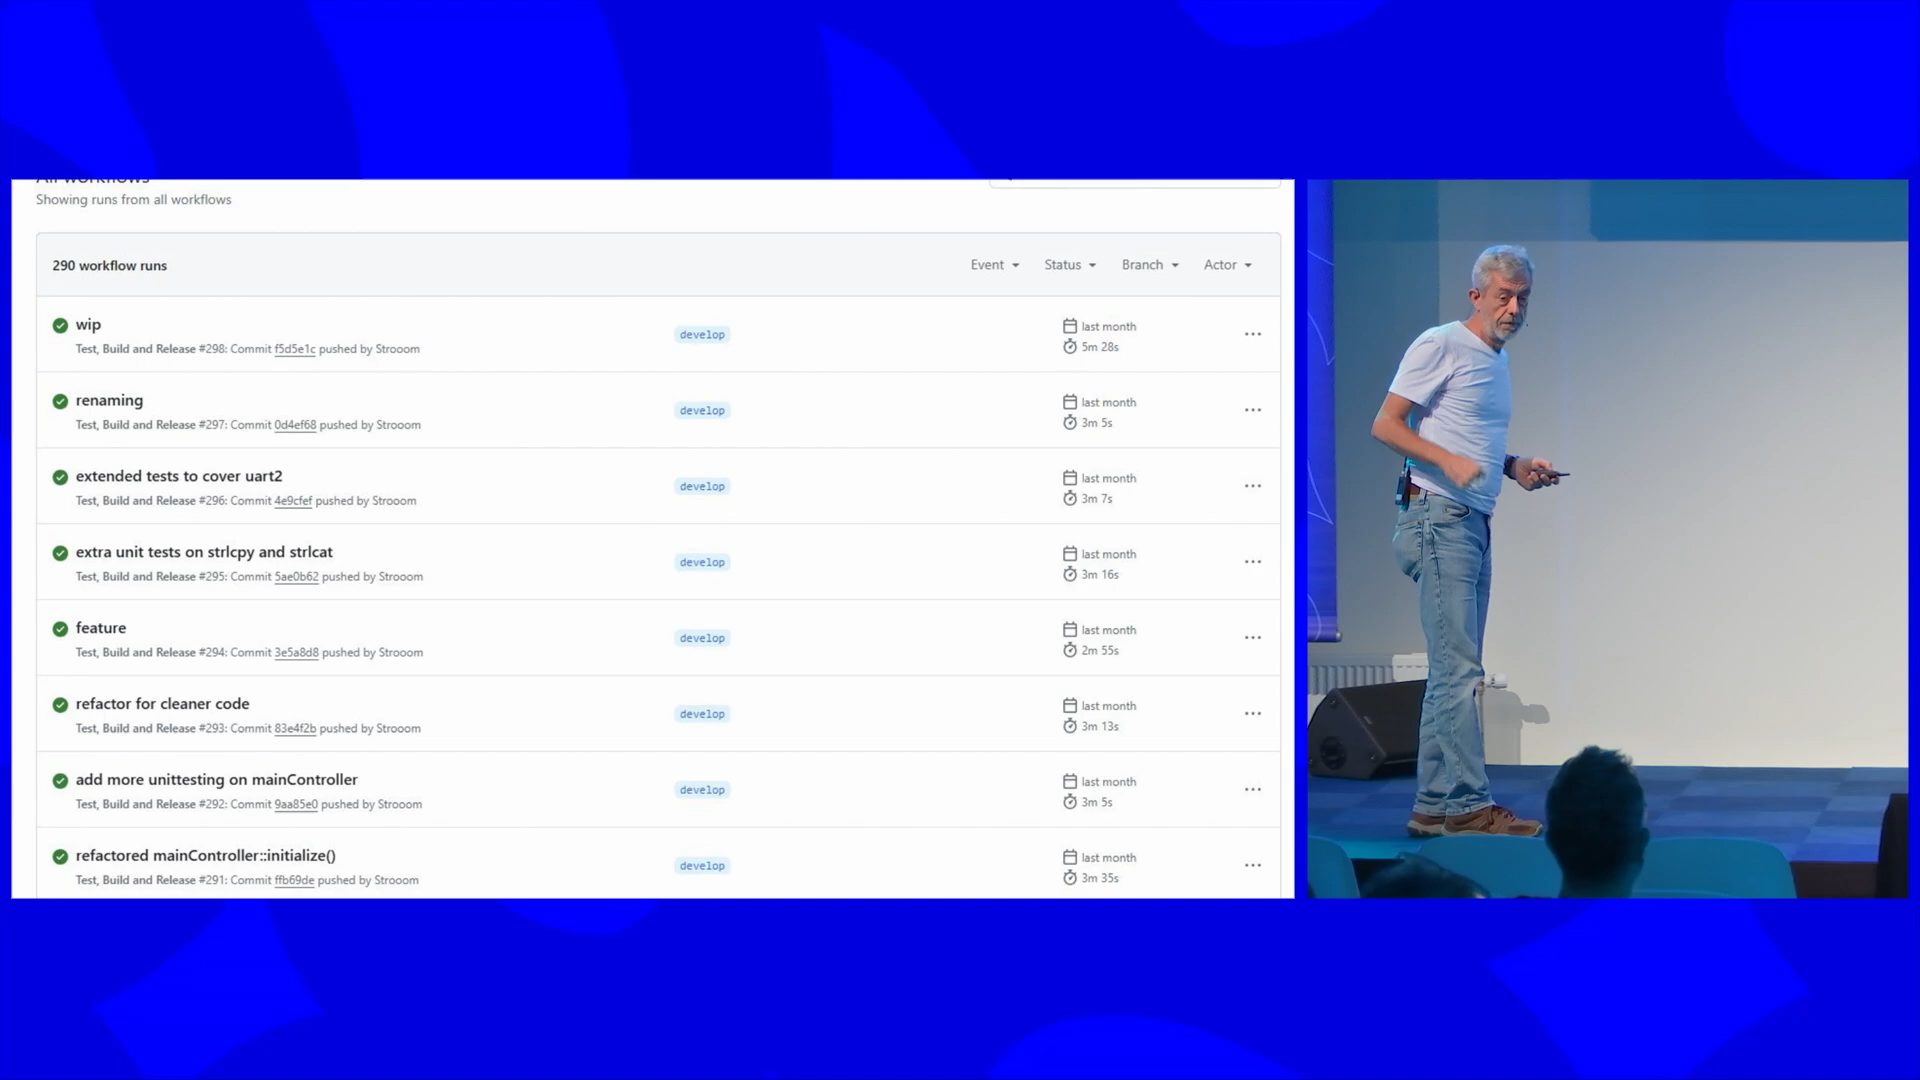 All workflows
Showing runs from all workflows
290 workflow runs
Event Status Branch Actor
wip
Test, Build and Release #298: Commit f5d5e1c pushed by Strooom
develop
last month
5m 28s
renaming
Test, Build and Release #297: Commit 0d4ef68 pushed by Strooom
develop
last month
3m 5s
extended tests to cover uart2
Test, Build and Release #296: Commit 4e9cfef pushed by Strooom
develop
last month
3m 7s
extra unit tests on strlcpy and strlcat
Test, Build and Release #295: Commit 5ae0b62 pushed by Strooom
develop
last month
3m 16s
feature
Test, Build and Release #294: Commit 3e5a8d8 pushed by Strooom
develop
last month
2m 55s
refactor for cleaner code
Test, Build and Release #293: Commit 83e4f2b pushed by Strooom
develop
last month
3m 13s
add more unittesting on mainController
Test, Build and Release #292: Commit 9aa85e0 pushed by Strooom
develop
last month
3m 5s
refactored mainController::initialize()
Test, Build and Release #291: Commit ffb69de pushed by Strooom
develop
last month
3m 35s